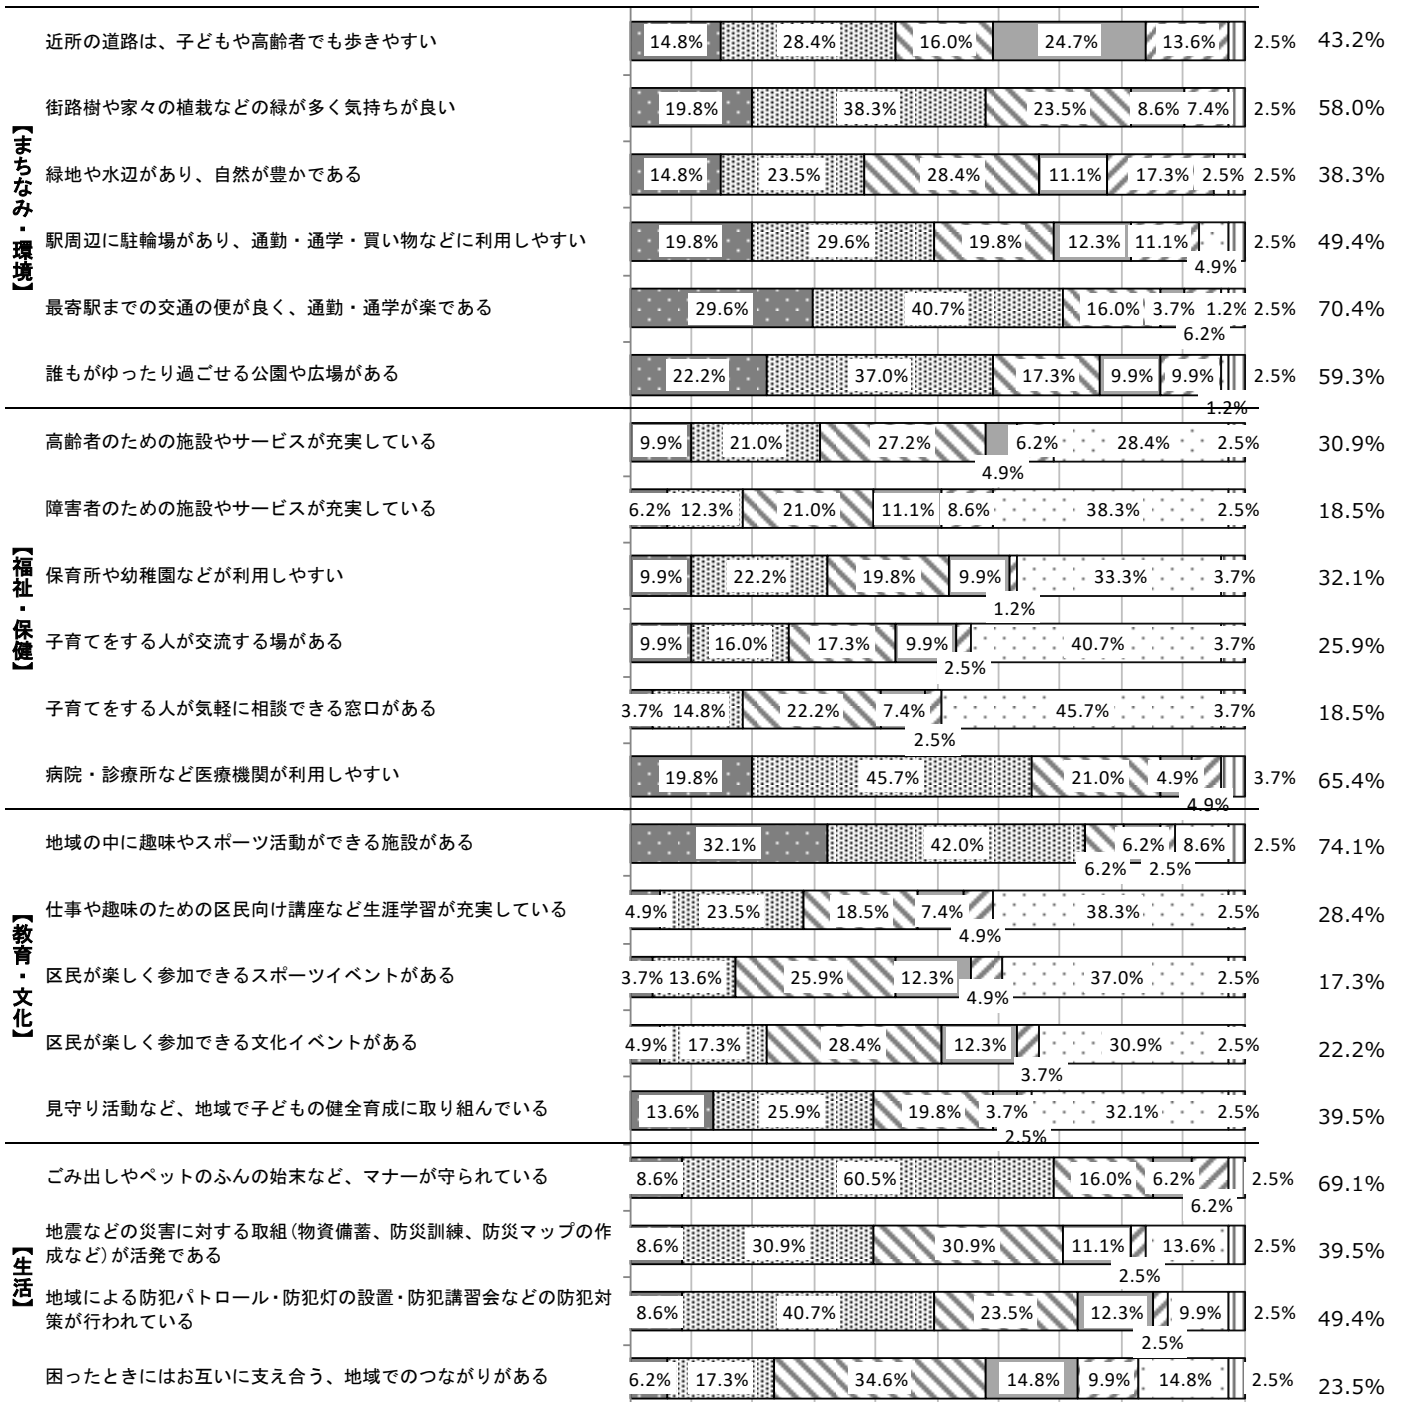 【まちなみ・環境】
近所の道路は、子どもや高齢者でも歩きやすい
14.8% 28.4% 16.0% 24.7% 13.6% 2.5% 43.2%
街路樹や家々の植栽などの緑が多く気持ちが良い
19.8% 38.3% 23.5% 8.6% 7.4% 2.5% 58.0%
緑地や水辺があり、自然が豊かである
14.8% 23.5% 28.4% 11.1% 17.3% 2.5% 2.5% 38.3%
駅周辺に駐輪場があり、通勤・通学・買い物などに利用しやすい
19.8% 29.6% 19.8% 12.3% 11.1% 2.5% 49.4%
4.9%
最寄駅までの交通の便が良く、通勤・通学が楽である
29.6% 40.7% 16.0% 3.7% 1.2% 2.5% 70.4%
6.2%
誰もがゆったり過ごせる公園や広場がある
22.2% 37.0% 17.3% 9.9% 9.9% 2.5% 59.3%
1.2%
【福祉・保健】
高齢者のための施設やサービスが充実している
9.9% 21.0% 27.2% 6.2% 28.4% 2.5% 30.9%
4.9%
障害者のための施設やサービスが充実している
6.2% 12.3% 21.0% 11.1% 8.6% 38.3% 2.5% 18.5%
保育所や幼稚園などが利用しやすい
9.9% 22.2% 19.8% 9.9% 33.3% 3.7% 32.1%
1.2%
子育てをする人が交流する場がある
9.9% 16.0% 17.3% 9.9% 40.7% 3.7% 25.9%
2.5%
子育てをする人が気軽に相談できる窓口がある
3.7% 14.8% 22.2% 7.4% 45.7% 3.7% 18.5%
2.5%
病院・診療所など医療機関が利用しやすい
19.8% 45.7% 21.0% 4.9% 3.7% 65.4%
4.9%
【教育・文化】
地域の中に趣味やスポーツ活動ができる施設がある
32.1% 42.0% 6.2% 8.6% 2.5% 74.1%
6.2% 2.5%
仕事や趣味のための区民向け講座など生涯学習が充実している
4.9% 23.5% 18.5% 7.4% 38.3% 2.5% 28.4%
4.9%
区民が楽しく参加できるスポーツイベントがある
3.7% 13.6% 25.9% 12.3% 37.0% 2.5% 17.3%
4.9%
区民が楽しく参加できる文化イベントがある
4.9% 17.3% 28.4% 12.3% 30.9% 2.5% 22.2%
3.7%
見守り活動など、地域で子どもの健全育成に取り組んでいる
13.6% 25.9% 19.8% 3.7% 32.1% 2.5% 39.5%
2.5%
【生活】
ごみ出しやペットのふんの始末など、マナーが守られている
8.6% 60.5% 16.0% 6.2% 2.5% 69.1%
6.2%
地震などの災害に対する取組(物資備蓄、防災訓練、防災マップの作
成など)が活発である
8.6% 30.9% 30.9% 11.1% 13.6% 2.5% 39.5%
2.5%
地域による防犯パトロール・防犯灯の設置・防犯講習会などの防犯対
策が行われている
8.6% 40.7% 23.5% 12.3% 9.9% 2.5% 49.4%
2.5%
困ったときにはお互いに支え合う、地域でのつながりがある
6.2% 17.3% 34.6% 14.8% 9.9% 14.8% 2.5% 23.5%